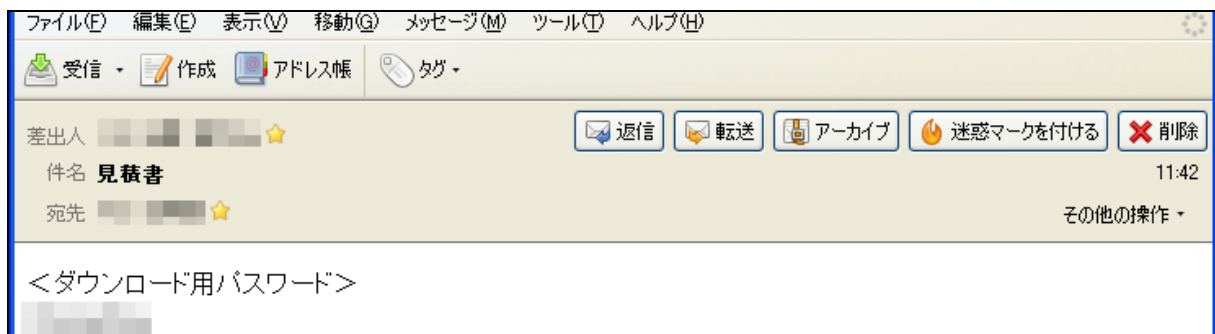 ファイル(F) 編集(E) 表示(V) 移動(G) メッセージ(M) ツール(T) ヘルプ(H)
受信 作成 アドレス帳 タグ
差出人 返信 転送 アーカイブ 迷惑マークを付ける 削除
件名 見積書 11:42
宛先 その他の操作
＜ダウンロード用パスワード＞